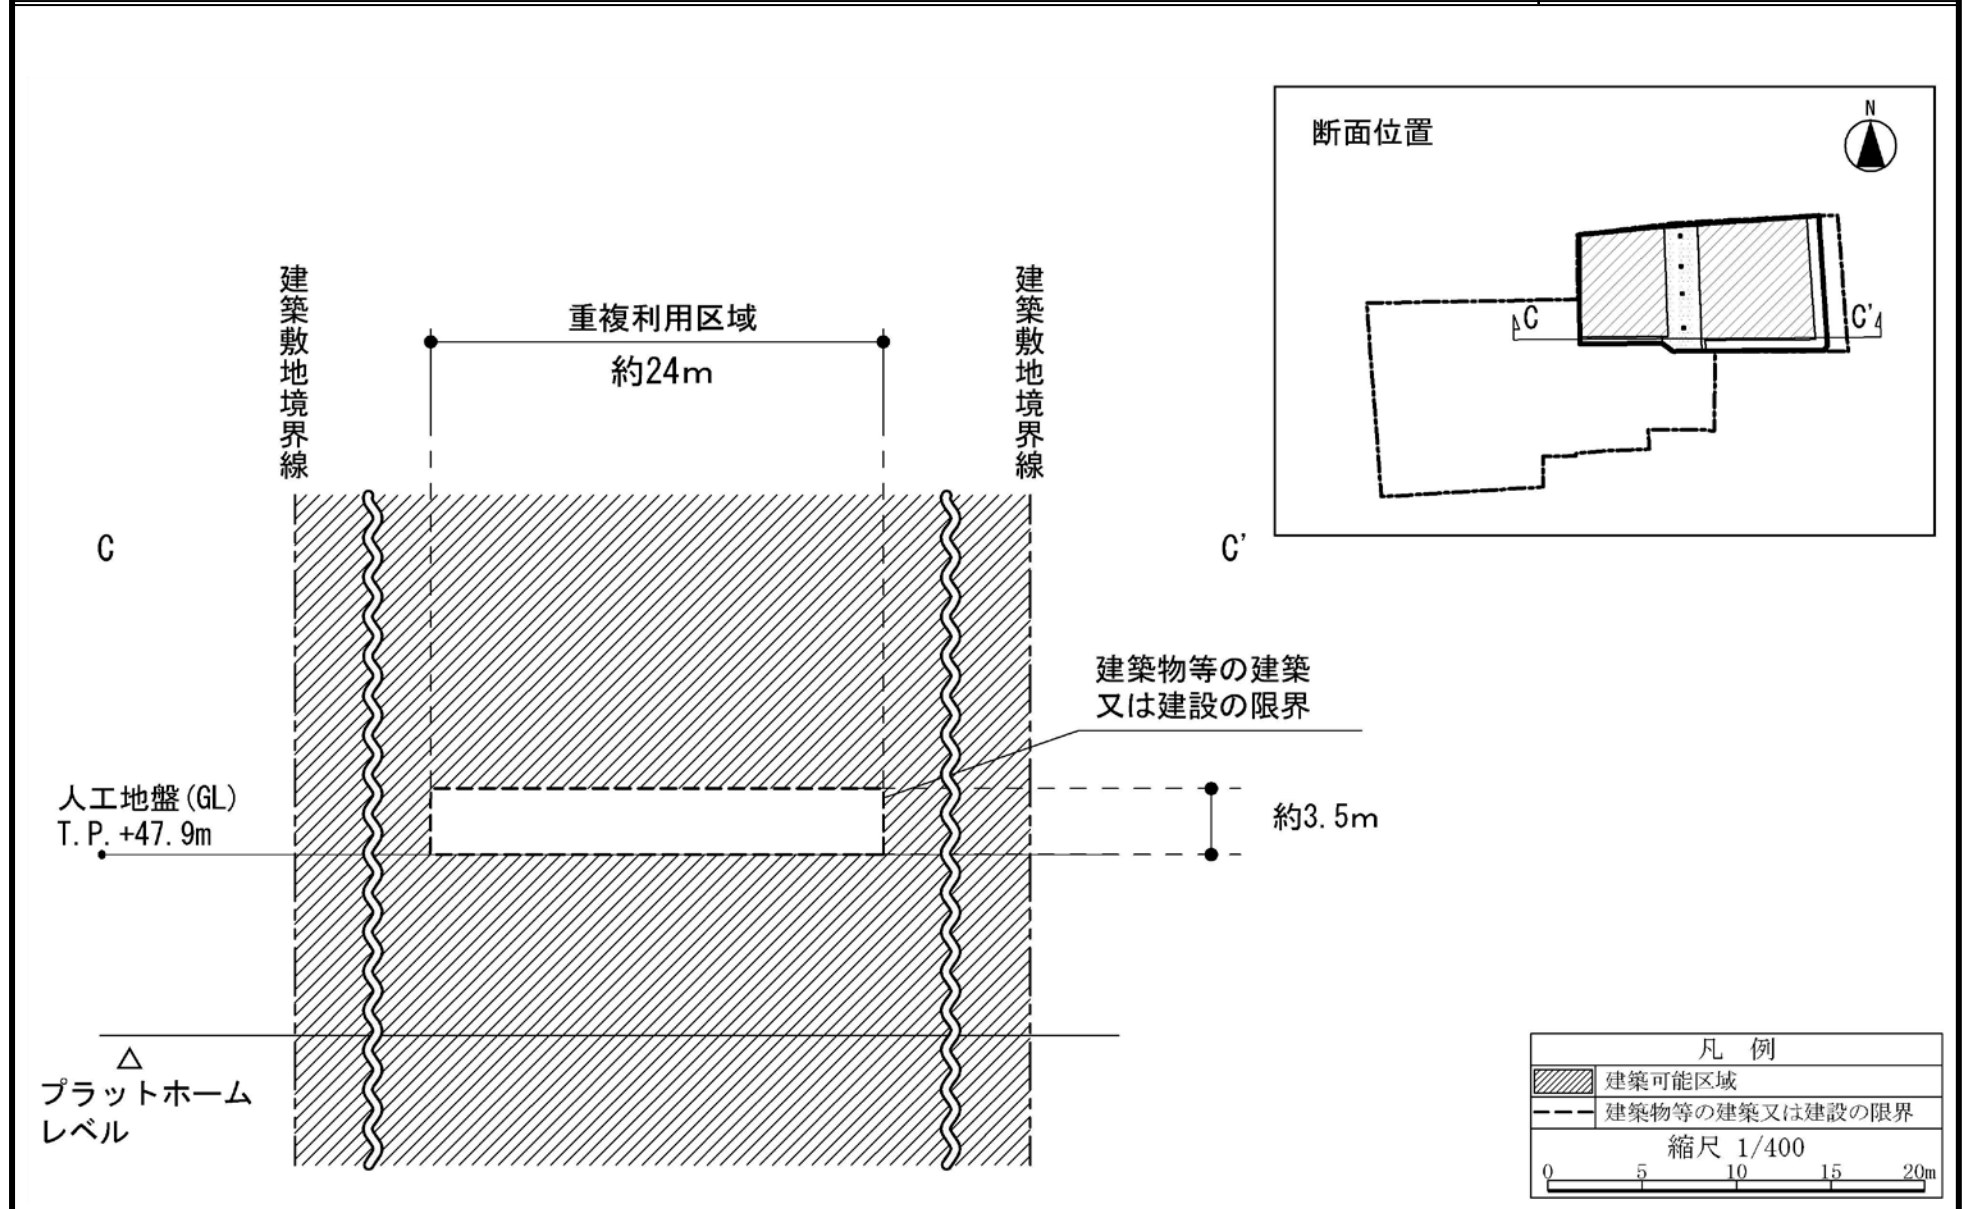 断面位置
N
C
C'
建築敷地境界線
建築敷地境界線
重複利用区域
約24m
C
C'
建築物等の建築
又は建設の限界
人工地盤(GL)
T.P.+47.9m
約3.5m
プラットホーム
レベル
凡 例
建築可能区域
建築物等の建築又は建設の限界
縮尺 1/400
0 5 10 15 20m